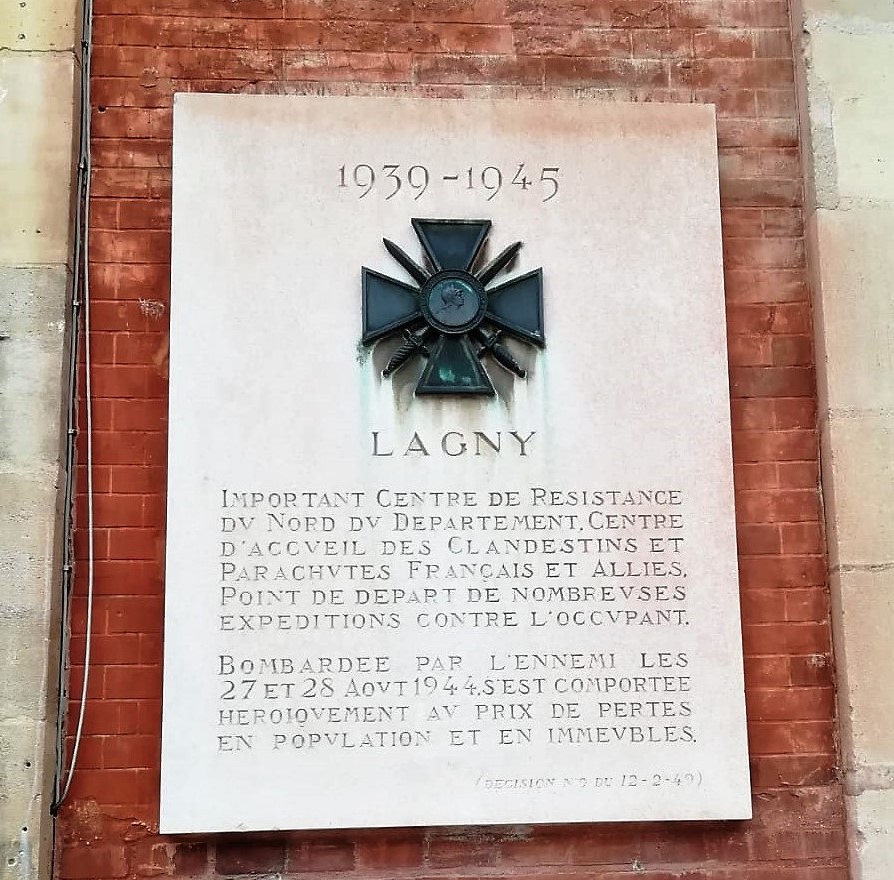 1939-1945
LAGNY
IMPORTANT CENTRE DE RESISTANCE
DV NORD DV DEPARTEMENT. CENTRE
D'ACCVEIL DES CLANDESTINS ET
PARACHVTES FRANÇAIS ET ALLIES.
POINT DE DEPART DE NOMBREVSES
EXPEDITIONS CONTRE L'OCCVPANT.
BOMBARDEE PAR L'ENNEMI LES
27 ET 28 AOVT 1944. S'EST COMPORTEE
HEROIQVEMENT AV PRIX DE PERTES
EN POPVLATION ET EN IMMEVBLES.
(DECISION DU 12-2-49)